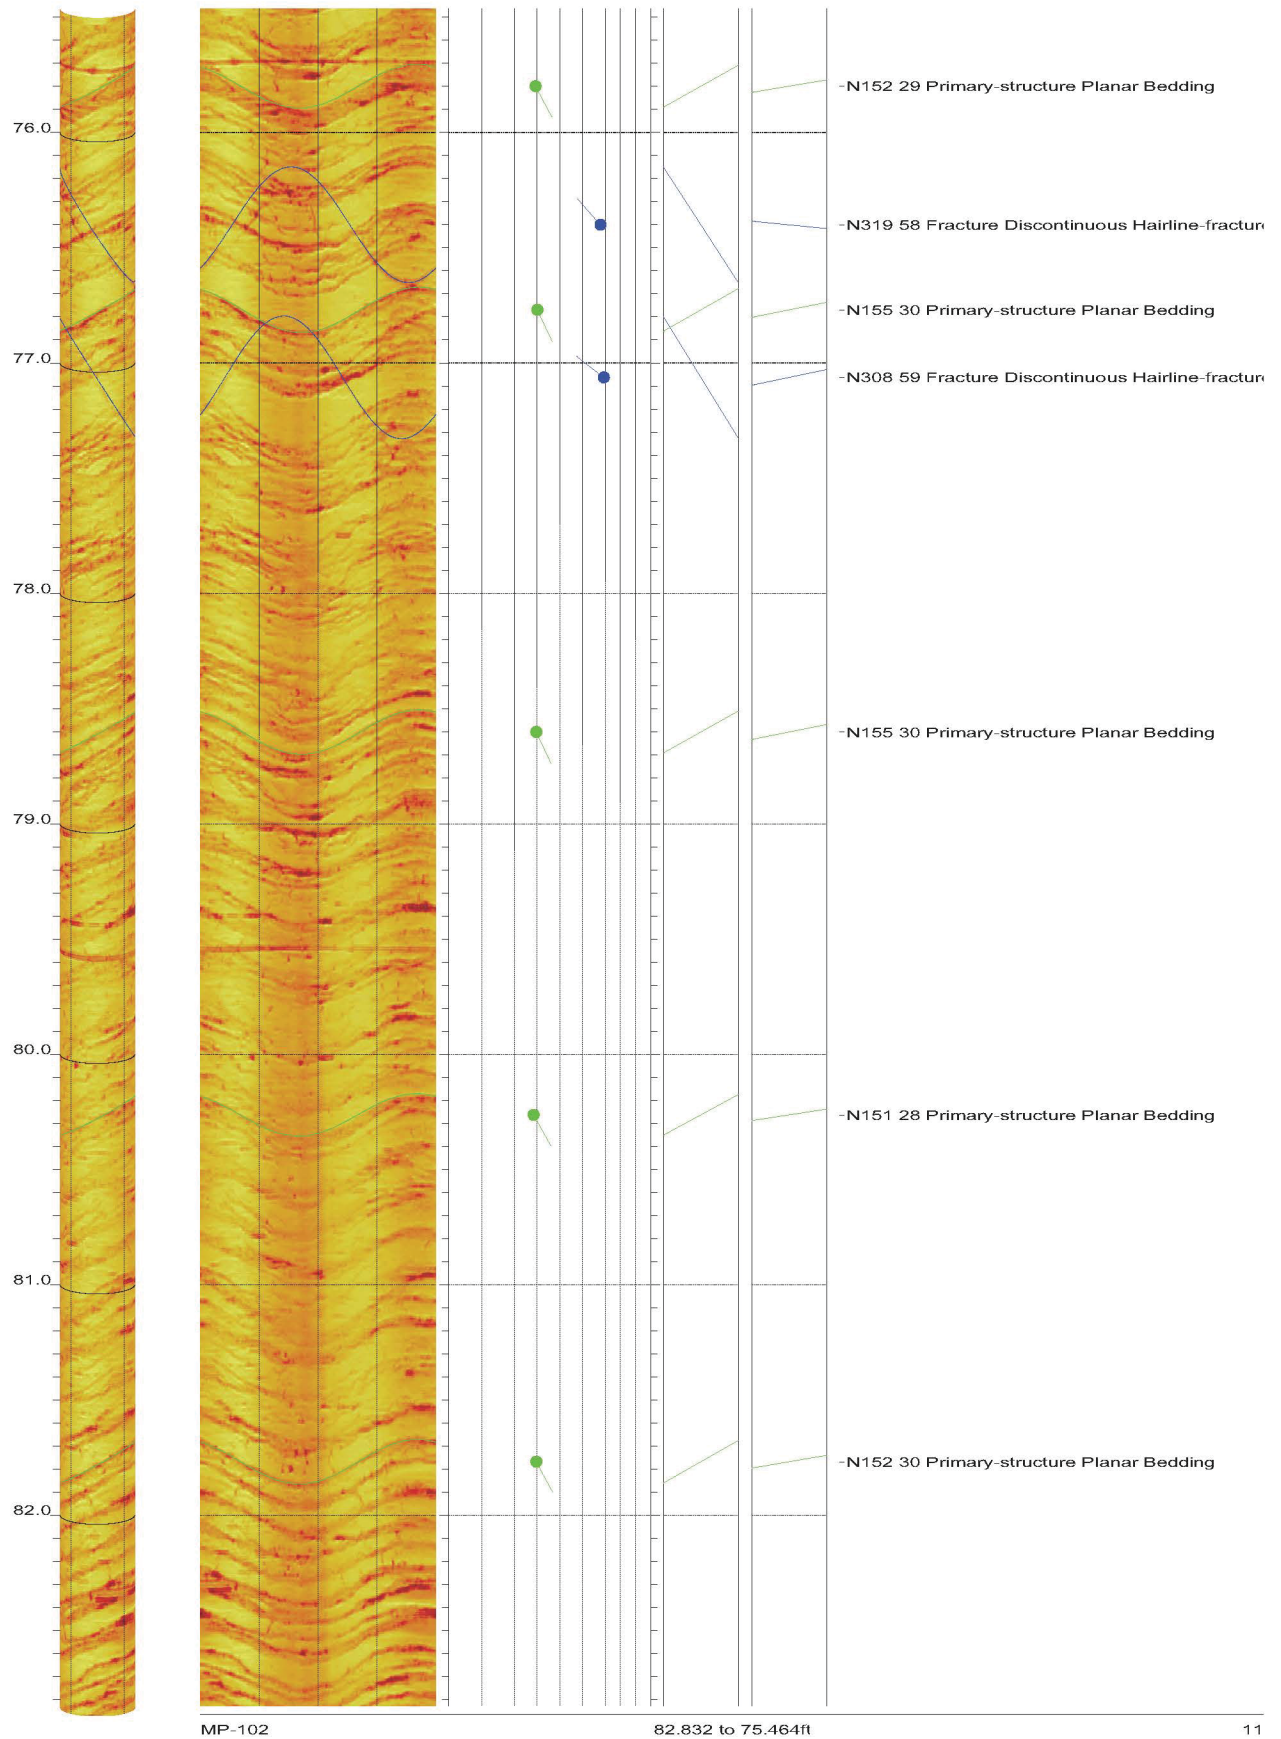 -N152 29 Primary-structure Planar Bedding
76.0
-N319 58 Fracture Discontinuous Hairline-fracture
-N155 30 Primary-structure Planar Bedding
77.0
-N308 59 Fracture Discontinuous Hairline-fracture
78.0
-N155 30 Primary-structure Planar Bedding
79.0
80.0
-N151 28 Primary-structure Planar Bedding
81.0
-N152 30 Primary-structure Planar Bedding
82.0
MP-102 82.832 to 75.464ft 11